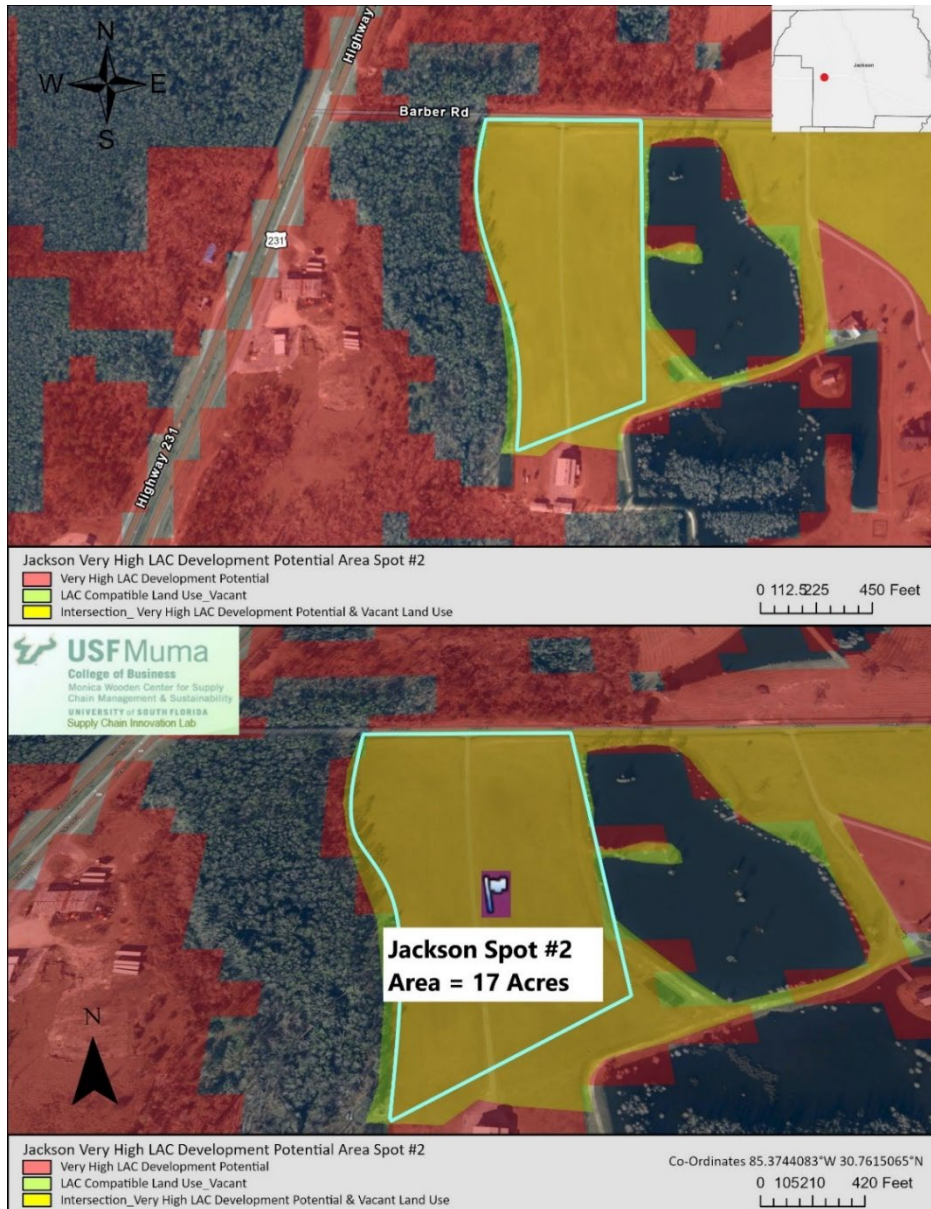 N
W E
S
Highway
Barber Rd
Jackson
231
Highway 231
Jackson Very High LAC Development Potential Area Spot #2
Very High LAC Development Potential
LAC Compatible Land Use_Vacant
Intersection_ Very High LAC Development Potential & Vacant Land Use
0 112.5225 450 Feet
USF Muma
College of Business
Monica Wooden Center for Supply
Chain Management & Sustainability
UNIVERSITY of SOUTH FLORIDA
Supply Chain Innovation Lab
Jackson Spot #2
Area = 17 Acres
N
Jackson Very High LAC Development Potential Area Spot #2
Very High LAC Development Potential
LAC Compatible Land Use_Vacant
Intersection_Very High LAC Development Potential & Vacant Land Use
Co-Ordinates 85.3744083°W 30.7615065°N
0 105210 420 Feet